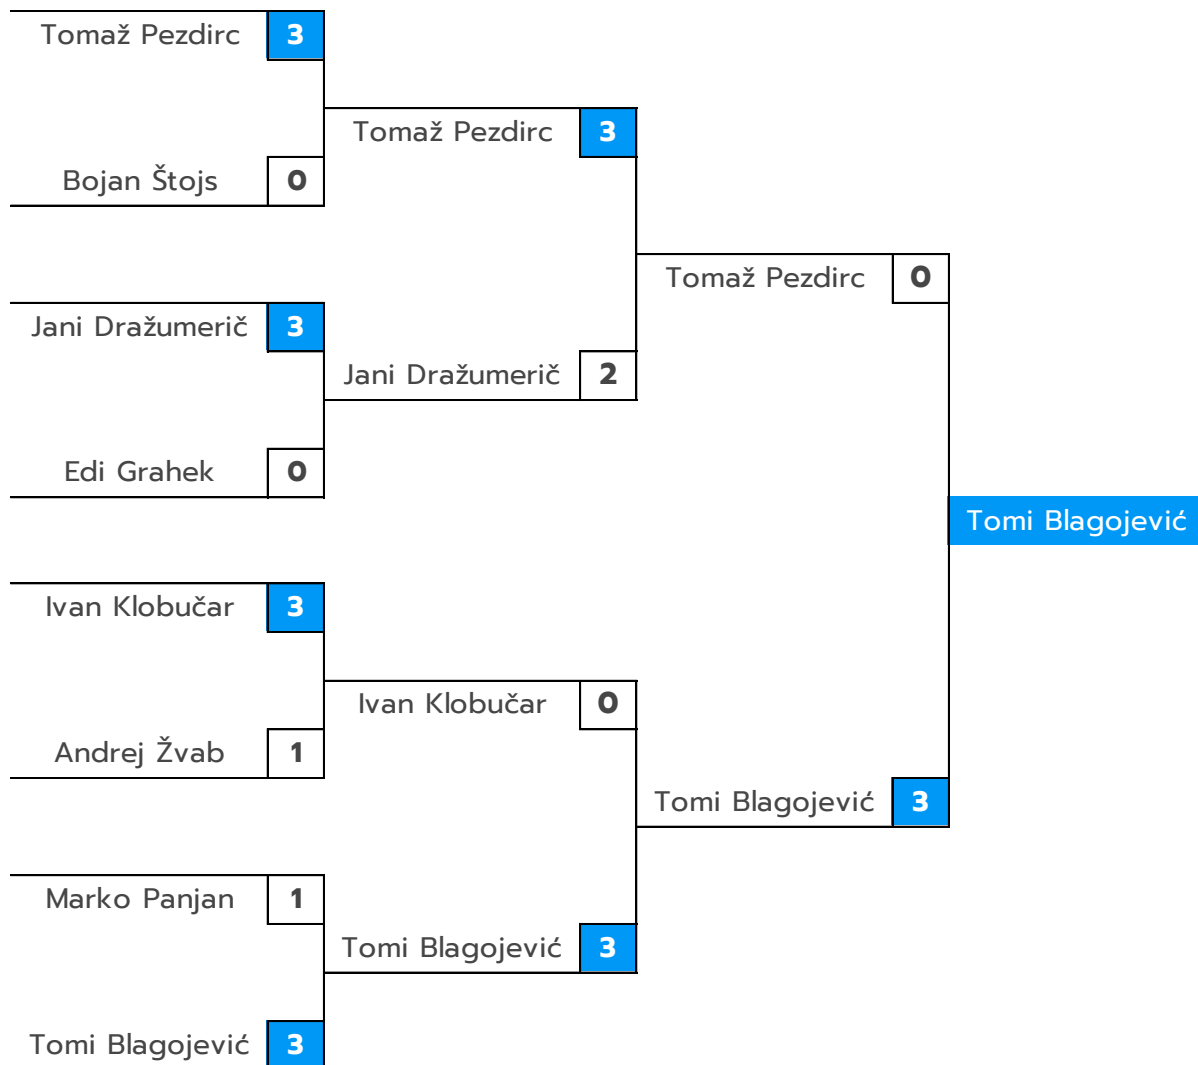 Tomaž Pezdirc 3
Tomaž Pezdirc 3
Bojan Štojs 0
Tomaž Pezdirc 0
Jani Dražumerič 3
Jani Dražumerič 2
Edi Grahek 0
Tomi Blagojević
Ivan Klobučar 3
Ivan Klobučar 0
Andrej Žvab 1
Tomi Blagojević 3
Marko Panjan 1
Tomi Blagojević 3
Tomi Blagojević 3